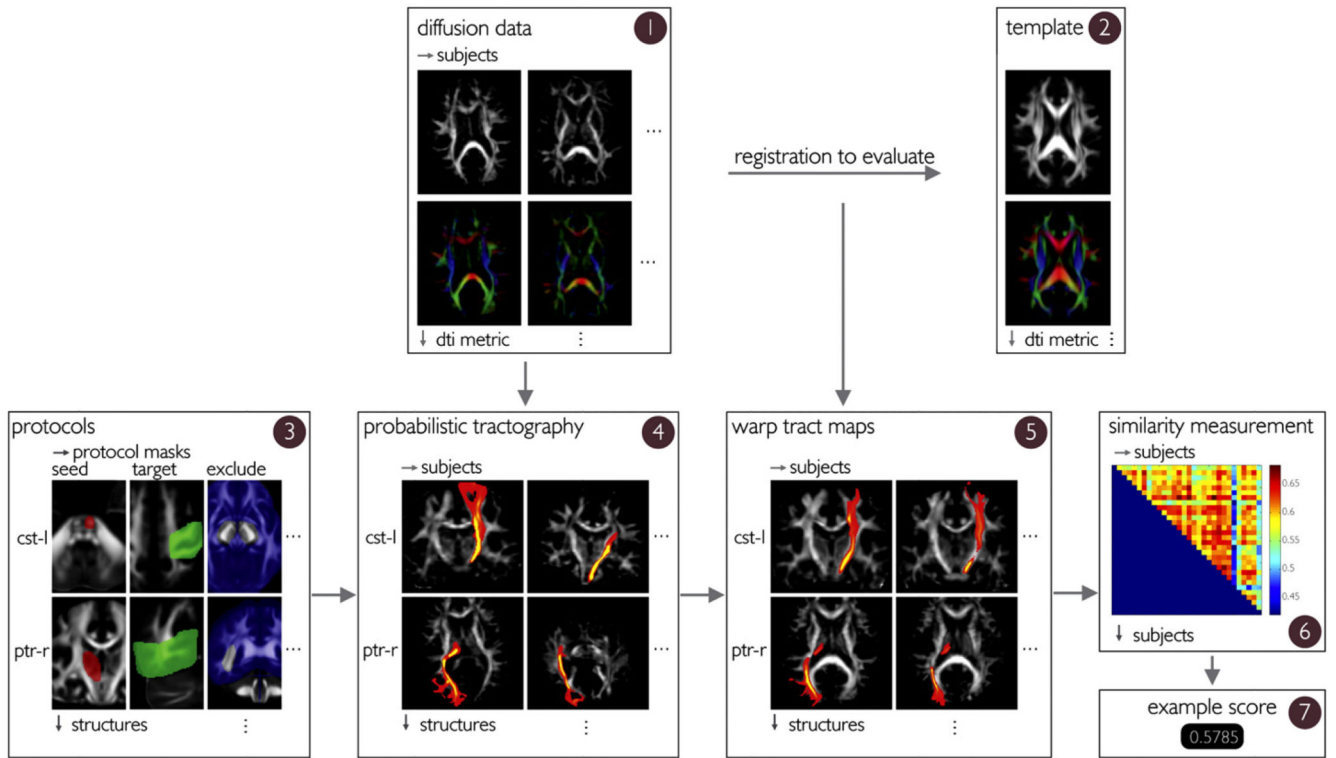 diffusion data
1
→ subjects
...
...
↓ dti metric
⋮
registration to evaluate
template
2
↓ dti metric ⋮
protocols
3
→ protocol masks
seed target exclude
cst-l
...
ptr-r
...
↓ structures
⋮
probabilistic tractography
4
→ subjects
cst-l
...
ptr-r
...
↓ structures
⋮
warp tract maps
5
→ subjects
cst-l
...
ptr-r
...
↓ structures
⋮
similarity measurement
→ subjects
0.65
0.6
0.55
0.5
0.45
↓ subjects
6
example score
7
0.5785